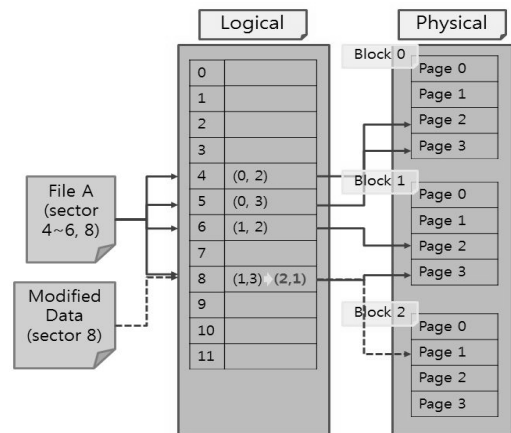 Logical
Physical
File A
(sector
4~6, 8)
Modified
Data
(sector 8)
0
1
2
3
4 (0, 2)
5 (0, 3)
6 (1, 2)
7
8 (1,3) (2,1)
9
10
11
Block 0
Page 0
Page 1
Page 2
Page 3
Block 1
Page 0
Page 1
Page 2
Page 3
Block 2
Page 0
Page 1
Page 2
Page 3